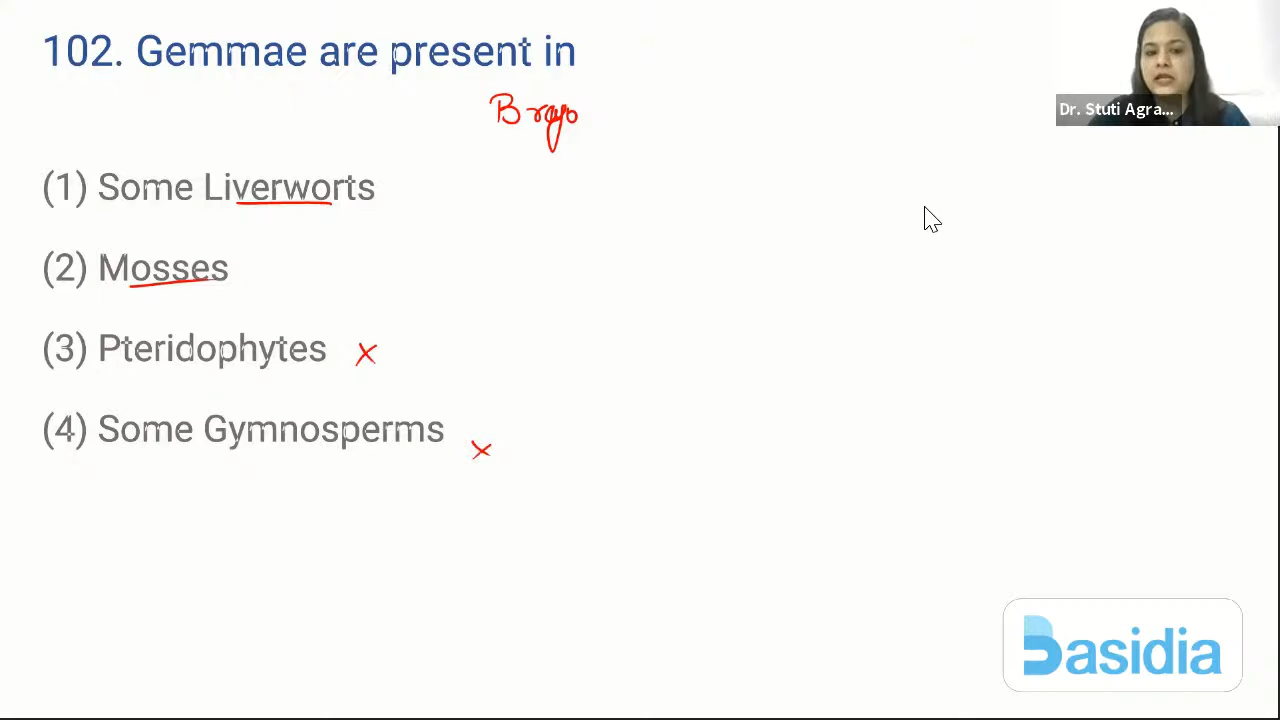 102. Gemmae are present in
Dr. Stuti Agra...
Bryo
(1) Some Liverworts
(2) Mosses
(3) Pteridophytes x
(4) Some Gymnosperms x
Basidia